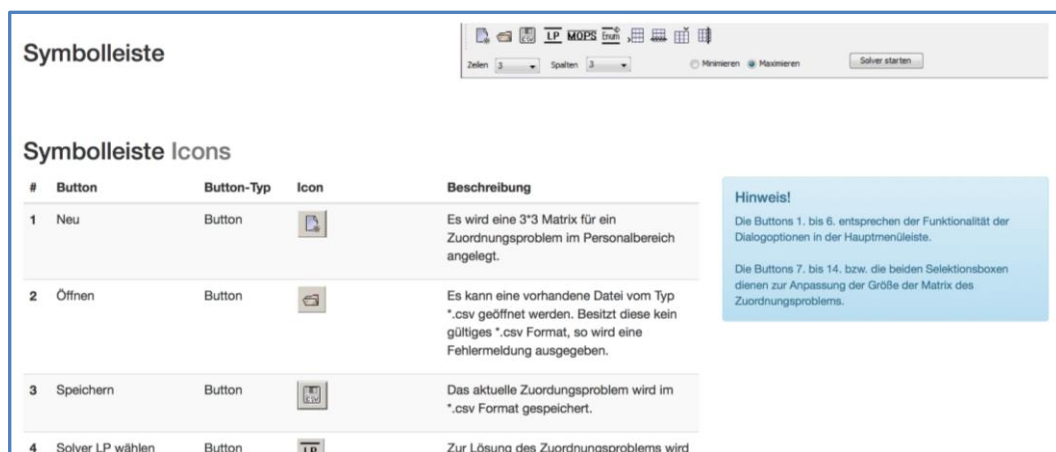 Symbolleiste
LP MOPS Enum
Zeilen 3 Spalten 3 Minimieren Maximieren Solver starten
Symbolleiste Icons
# Button Button-Typ Icon Beschreibung
1 Neu Button Es wird eine 3*3 Matrix für ein
Zuordnungsproblem im Personalbereich
angelegt.
2 Öffnen Button Es kann eine vorhandene Datei vom Typ
*.csv geöffnet werden. Besitzt diese kein
gültiges *.csv Format, so wird eine
Fehlermeldung ausgegeben.
3 Speichern Button CSV Das aktuelle Zuordungsproblem wird im
*.csv Format gespeichert.
4 Solver LP wählen Button LP Zur Lösung des Zuordnungsproblems wird
Hinweis!
Die Buttons 1. bis 6. entsprechen der Funktionalität der
Dialogoptionen in der Hauptmenüleiste.
Die Buttons 7. bis 14. bzw. die beiden Selektionsboxen
dienen zur Anpassung der Größe der Matrix des
Zuordnungsproblems.